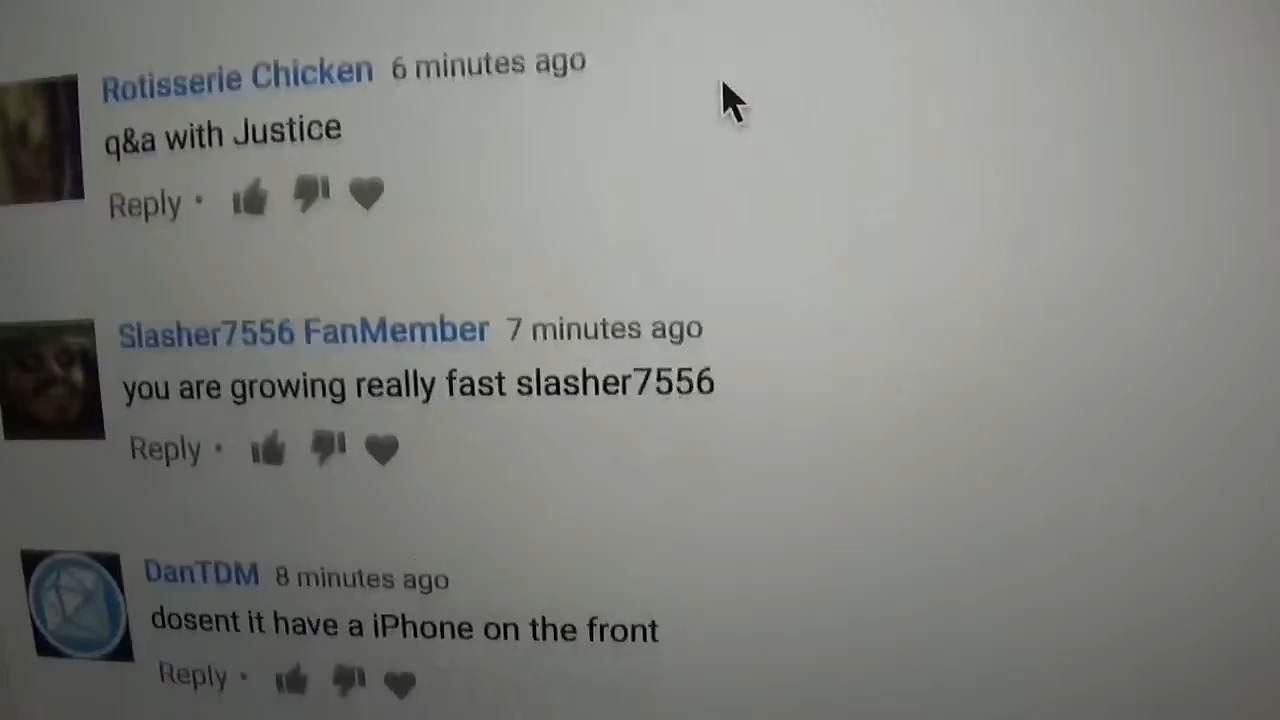 Rotisserie Chicken 6 minutes ago
q&a with Justice
Reply •
Slasher7556 FanMember 7 minutes ago
you are growing really fast slasher7556
Reply •
DanTDM 8 minutes ago
dosent it have a iPhone on the front
Reply •